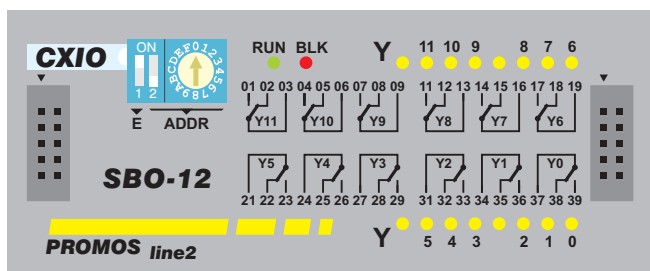 CXIO
ON
1 2
0123456789ABCDEF
E ADDR
RUN BLK
Y 11 10 9 8 7 6
01 02 03 04 05 06 07 08 09 11 12 13 14 15 16 17 18 19
Y11 Y10 Y9 Y8 Y7 Y6
SBO-12
Y5 Y4 Y3 Y2 Y1 Y0
21 22 23 24 25 26 27 28 29 31 32 33 34 35 36 37 38 39
Y 5 4 3 2 1 0
PROMOS line2